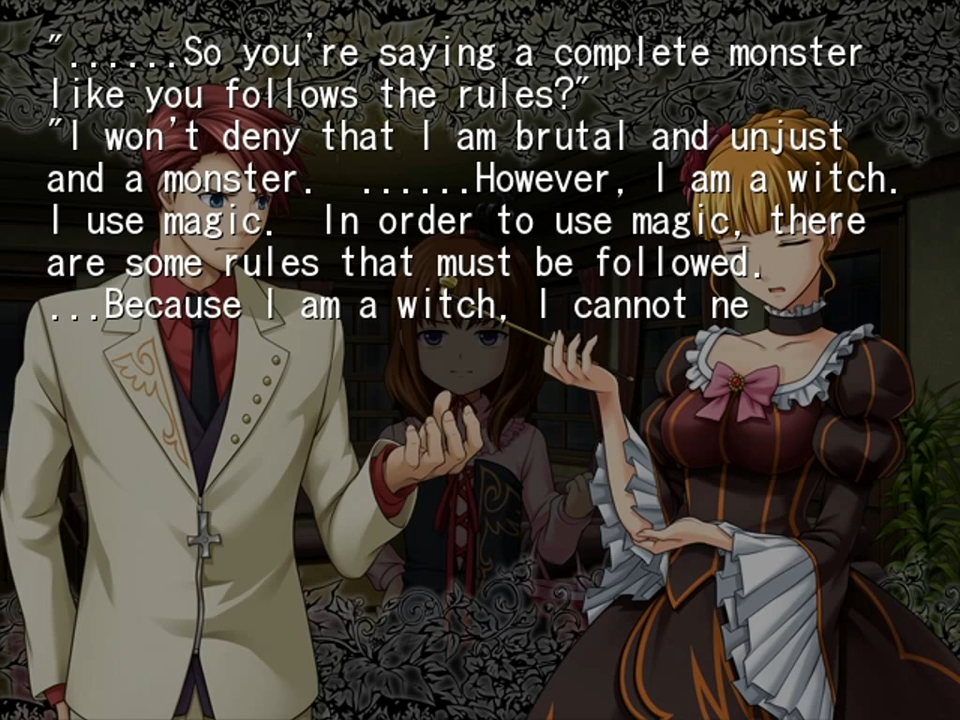 "......So you're saying a complete monster
like you follows the rules?"
"I won't deny that I am brutal and unjust
and a monster.  ......However, I am a witch.
I use magic.  In order to use magic, there
are some rules that must be followed.
...Because I am a witch, I cannot ne